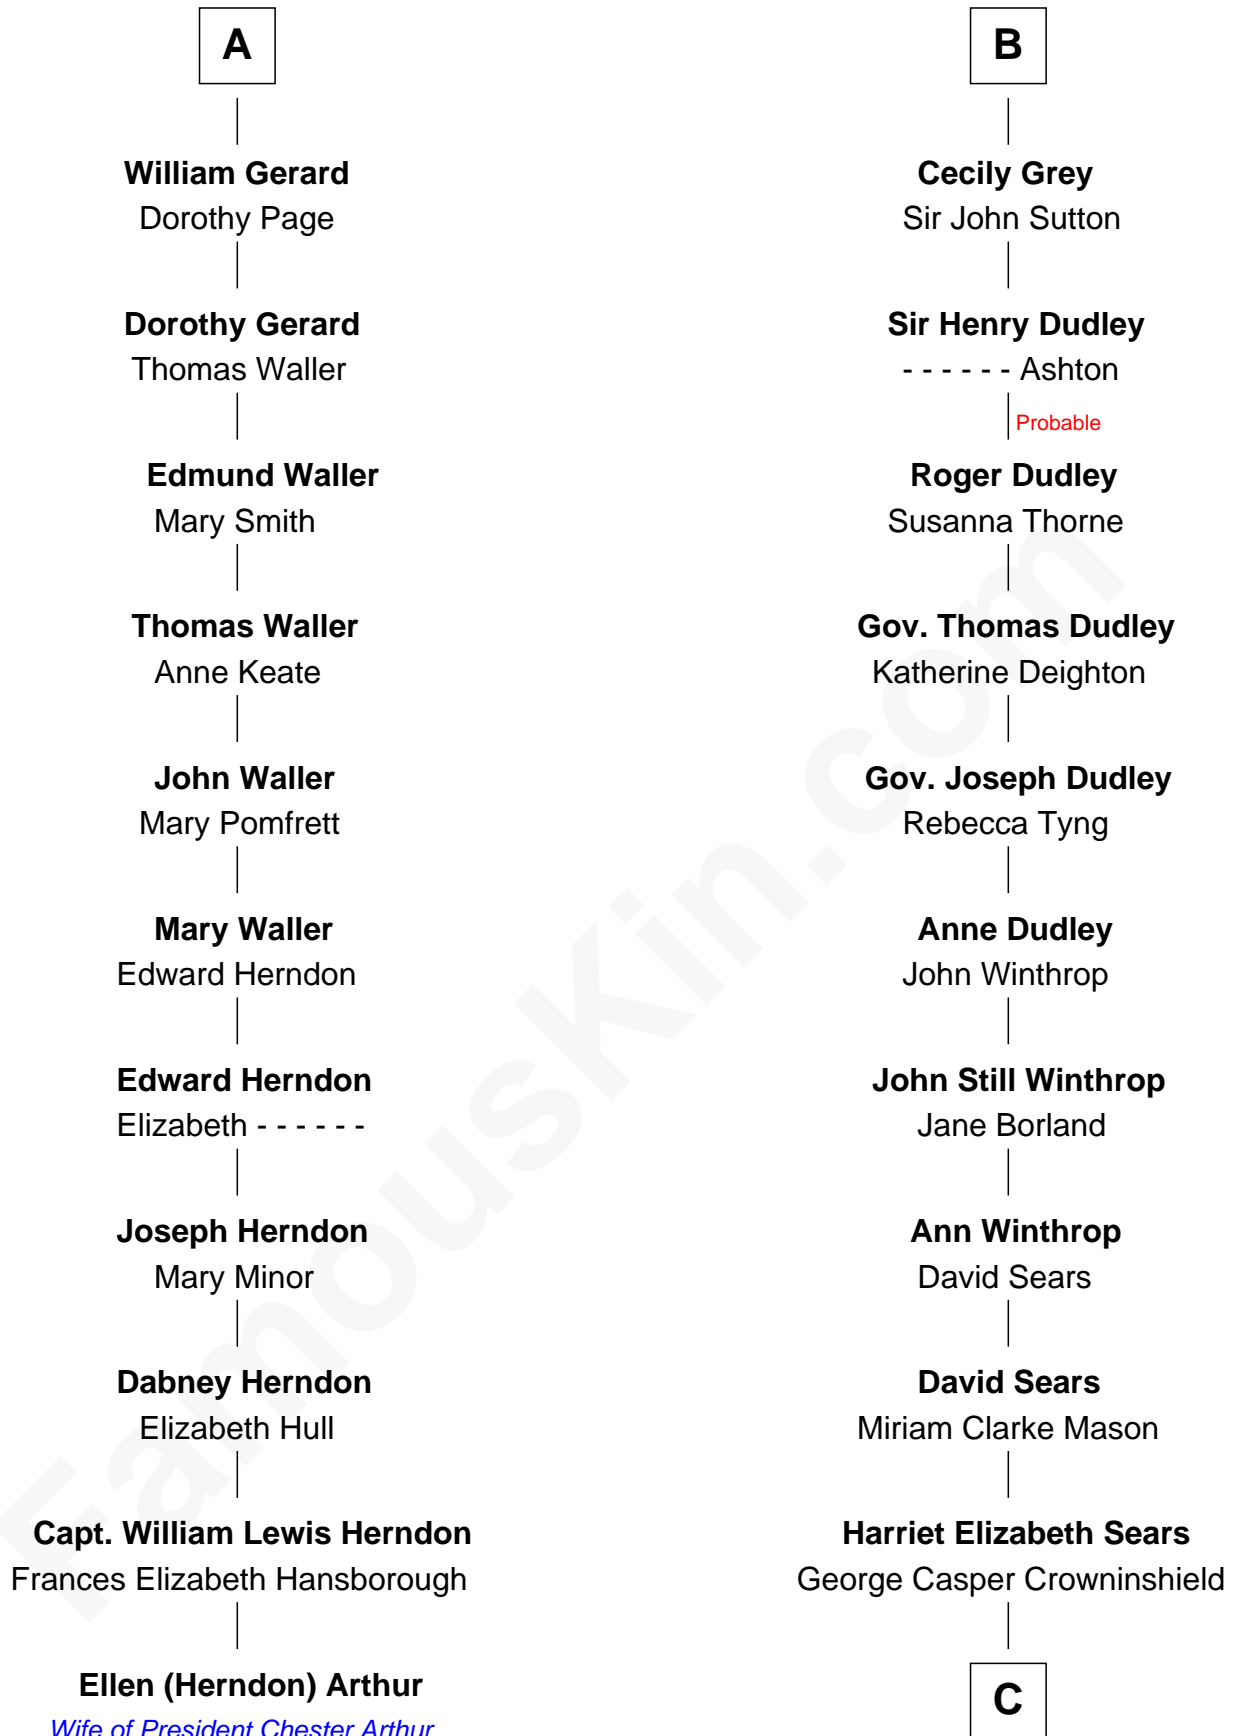 A
William Gerard
Dorothy Page
Dorothy Gerard
Thomas Waller
Edmund Waller
Mary Smith
Thomas Waller
Anne Keate
John Waller
Mary Pomfrett
Mary Waller
Edward Herndon
Edward Herndon
Elizabeth - - - - - -
Joseph Herndon
Mary Minor
Dabney Herndon
Elizabeth Hull
Capt. William Lewis Herndon
Frances Elizabeth Hansborough
Ellen (Herndon) Arthur
Wife of President Chester Arthur
B
Cecily Grey
Sir John Sutton
Sir Henry Dudley
- - - - - - Ashton
Probable
Roger Dudley
Susanna Thorne
Gov. Thomas Dudley
Katherine Deighton
Gov. Joseph Dudley
Rebecca Tyng
Anne Dudley
John Winthrop
John Still Winthrop
Jane Borland
Ann Winthrop
David Sears
David Sears
Miriam Clarke Mason
Harriet Elizabeth Sears
George Casper Crowninshield
C
FamousKin.com